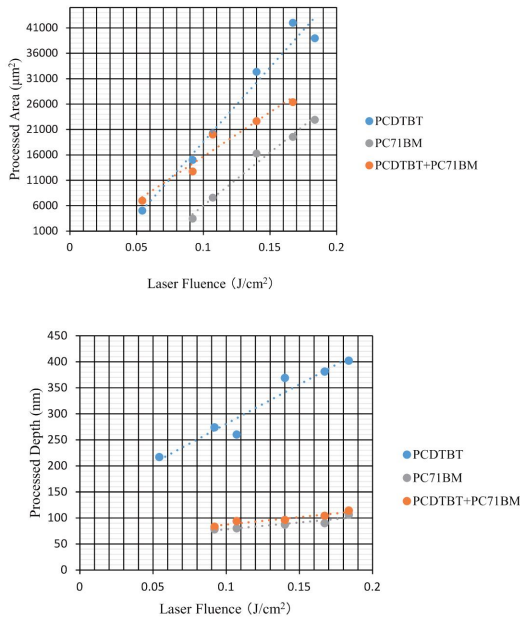 41000
36000
31000
26000
21000
16000
11000
6000
1000
Processed Area (μm²)
0 0.05 0.1 0.15 0.2
Laser Fluence (J/cm²)
PCDTBT
PC71BM
PCDTBT+PC71BM
450
400
350
300
250
200
150
100
50
0
Processed Depth (nm)
0 0.05 0.1 0.15 0.2
Laser Fluence (J/cm²)
PCDTBT
PC71BM
PCDTBT+PC71BM